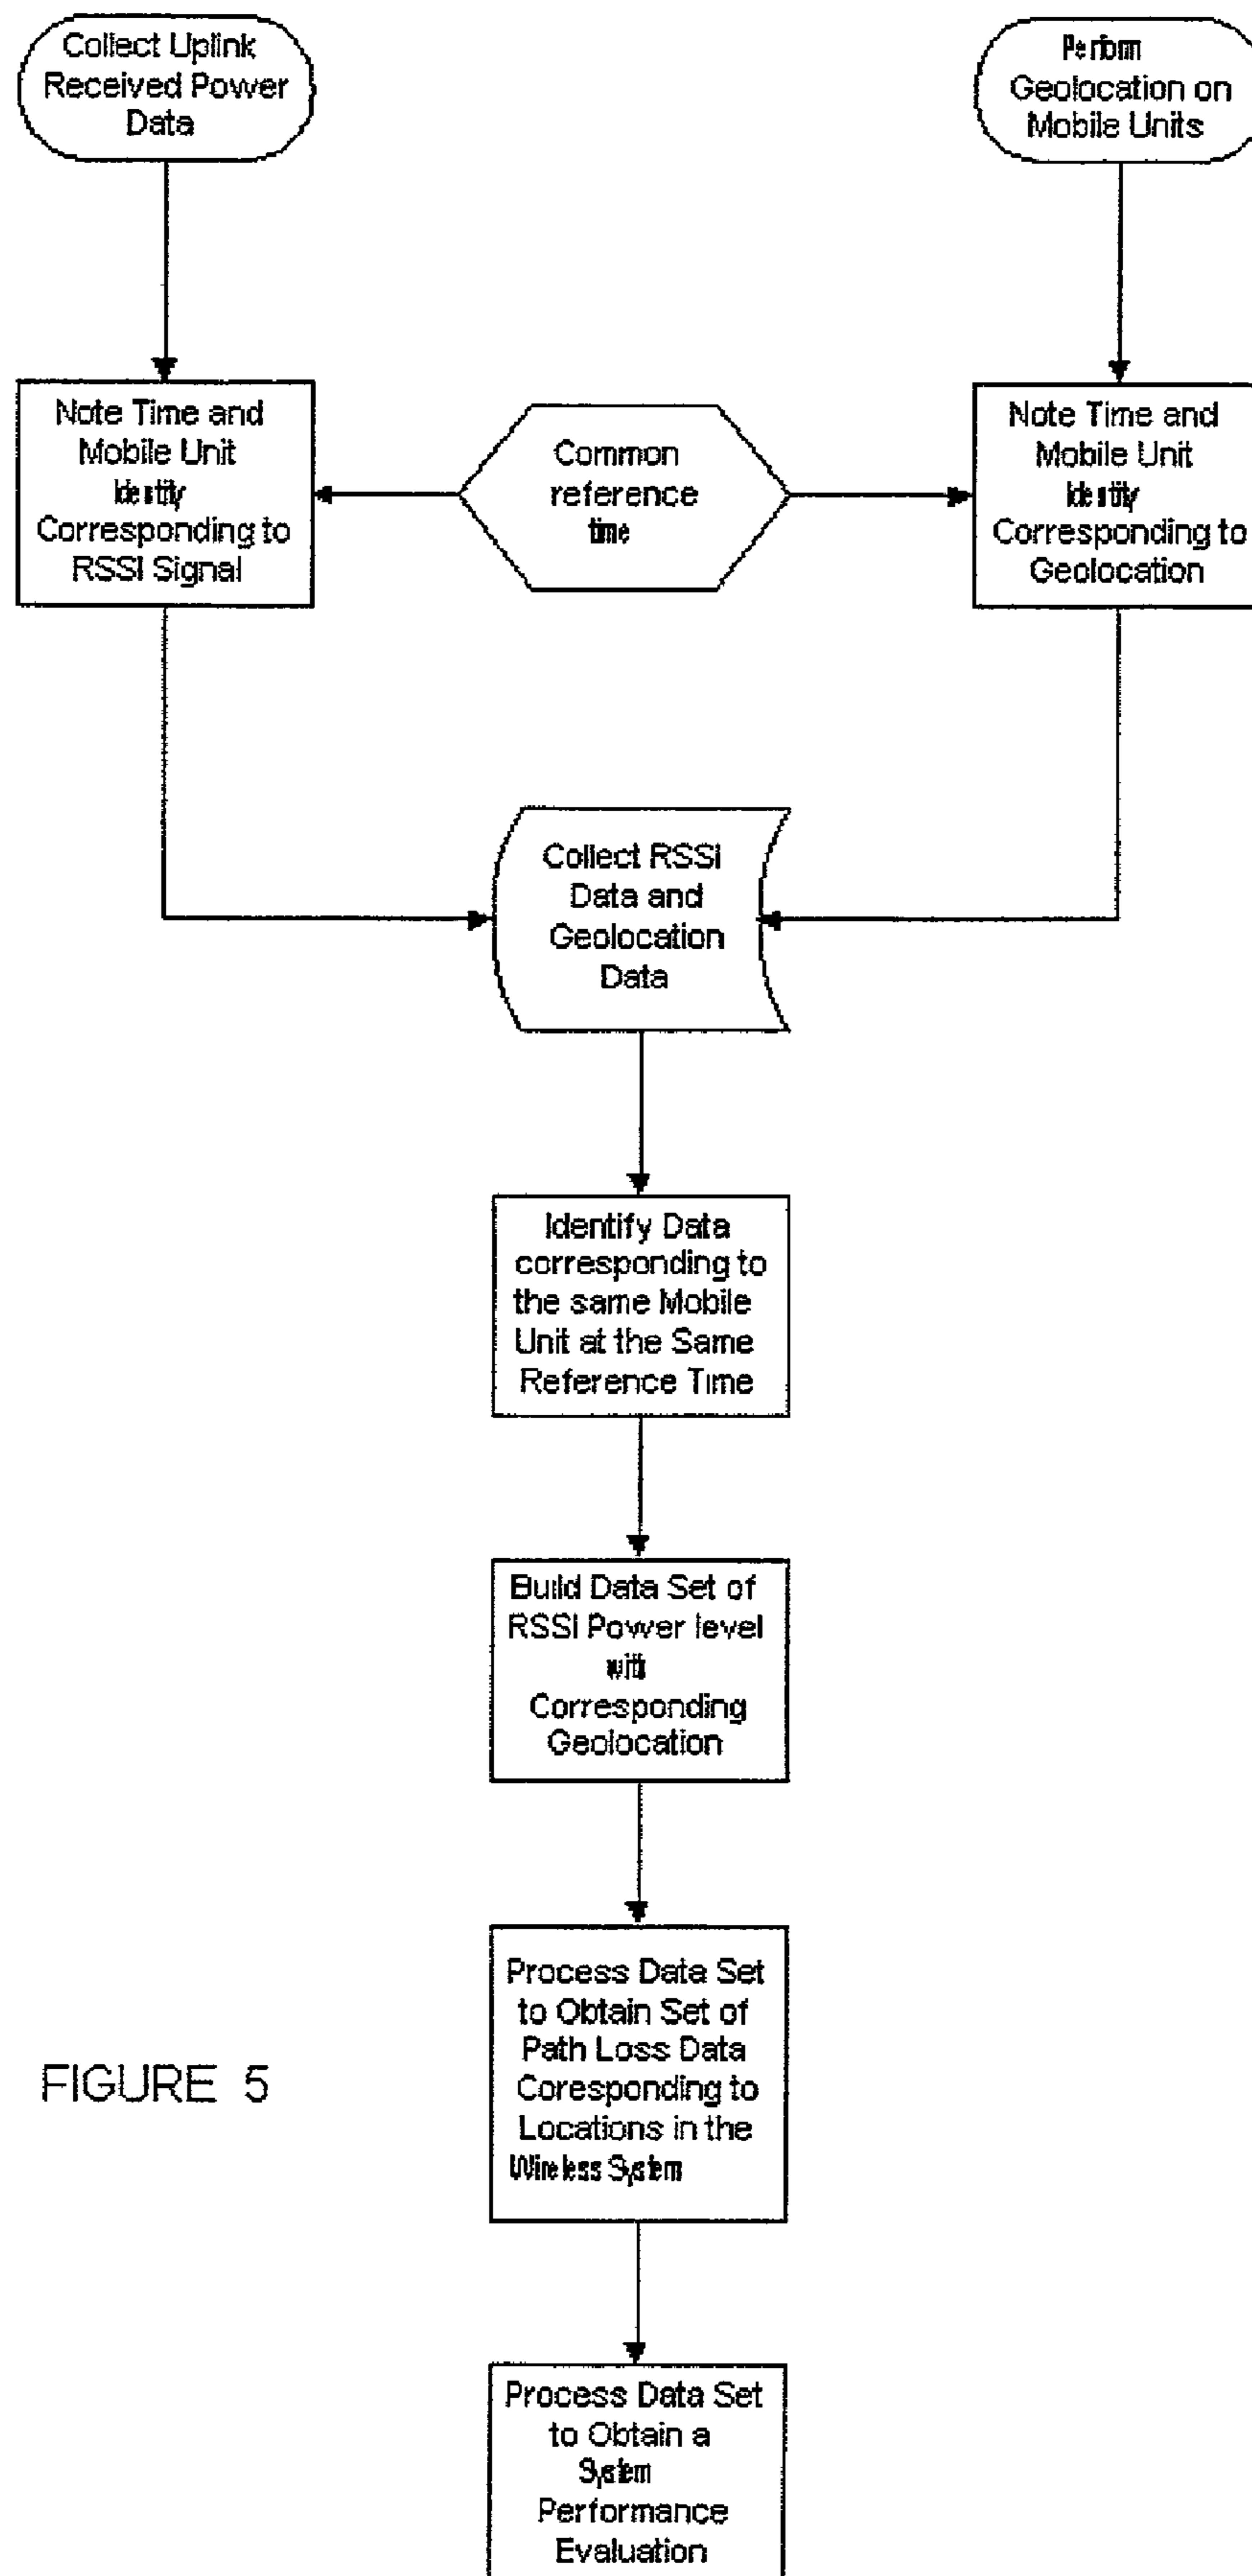 Collect Uplink
Received Power
Data
Perform
Geolocation on
Mobile Units
Note Time and
Mobile Unit
Identity
Corresponding to
RSSI Signal
Common
reference
time
Note Time and
Mobile Unit
Identity
Corresponding to
Geolocation
Collect RSSI
Data and
Geolocation
Data
Identify Data
corresponding to
the same Mobile
Unit at the Same
Reference Time
Build Data Set of
RSSI Power level
with
Corresponding
Geolocation
Process Data Set
to Obtain Set of
Path Loss Data
Coresponding to
Locations in the
Wireless System
FIGURE 5
Process Data Set
to Obtain a
System
Performance
Evaluation